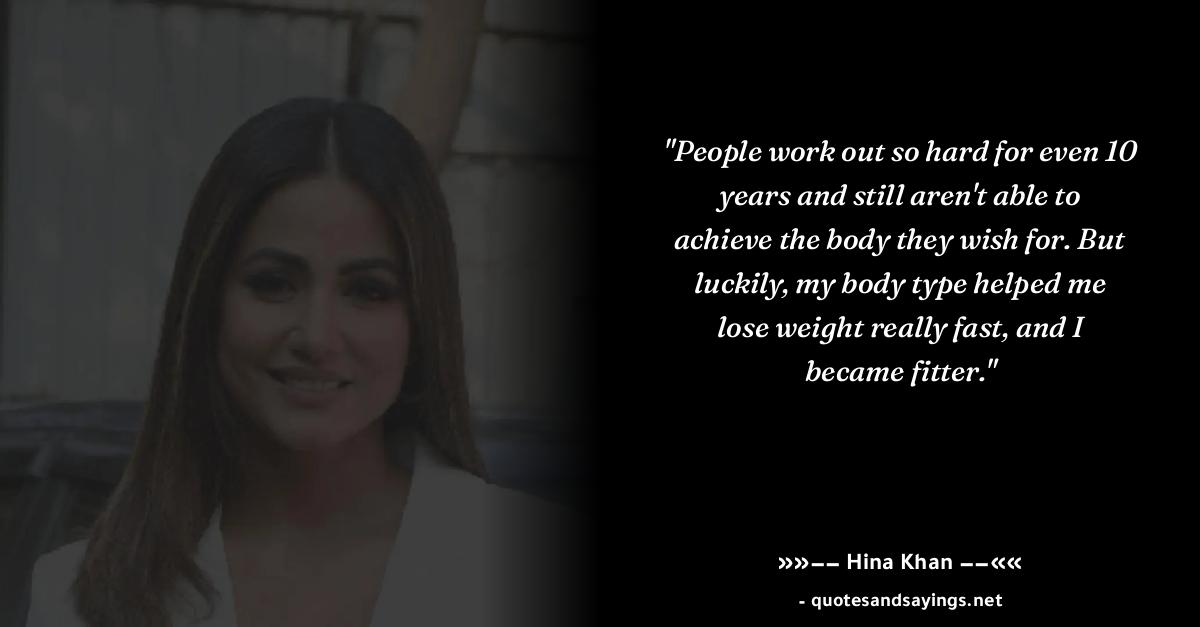 "People work out so hard for even 10
years and still aren't able to
achieve the body they wish for. But
luckily, my body type helped me
lose weight really fast, and I
became fitter."
»»−− Hina Khan −−««
- quotesandsayings.net